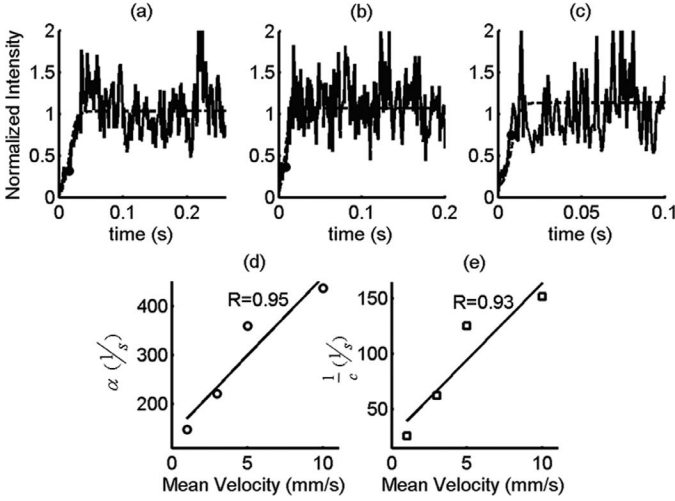 (a) (b) (c)
Normalized Intensity
2 2 2
1.5 1.5 1.5
1 1 1
0.5 0.5 0.5
0 0 0
0 0.1 0.2 0 0.1 0.2 0 0.05 0.1
time (s) time (s) time (s)
(d) (e)
R=0.95 R=0.93
α (1/s) 1/c (1/s)
400 150
300 100
200 50
0 5 10 0 5 10
Mean Velocity (mm/s) Mean Velocity (mm/s)